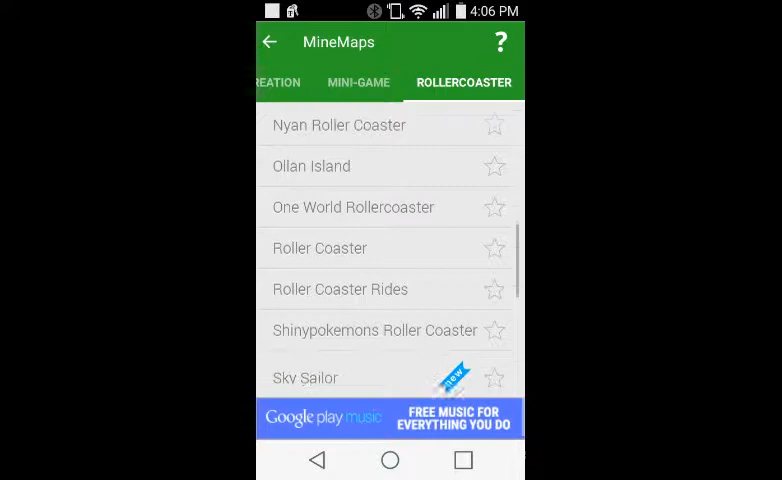 4:06 PM
MineMaps
?
REATION MINI-GAME ROLLERCOASTER
Nyan Roller Coaster
Ollan Island
One World Rollercoaster
Roller Coaster
Roller Coaster Rides
Shinypokemons Roller Coaster
Sky Sailor
new
Google play music
FREE MUSIC FOR
EVERYTHING YOU DO